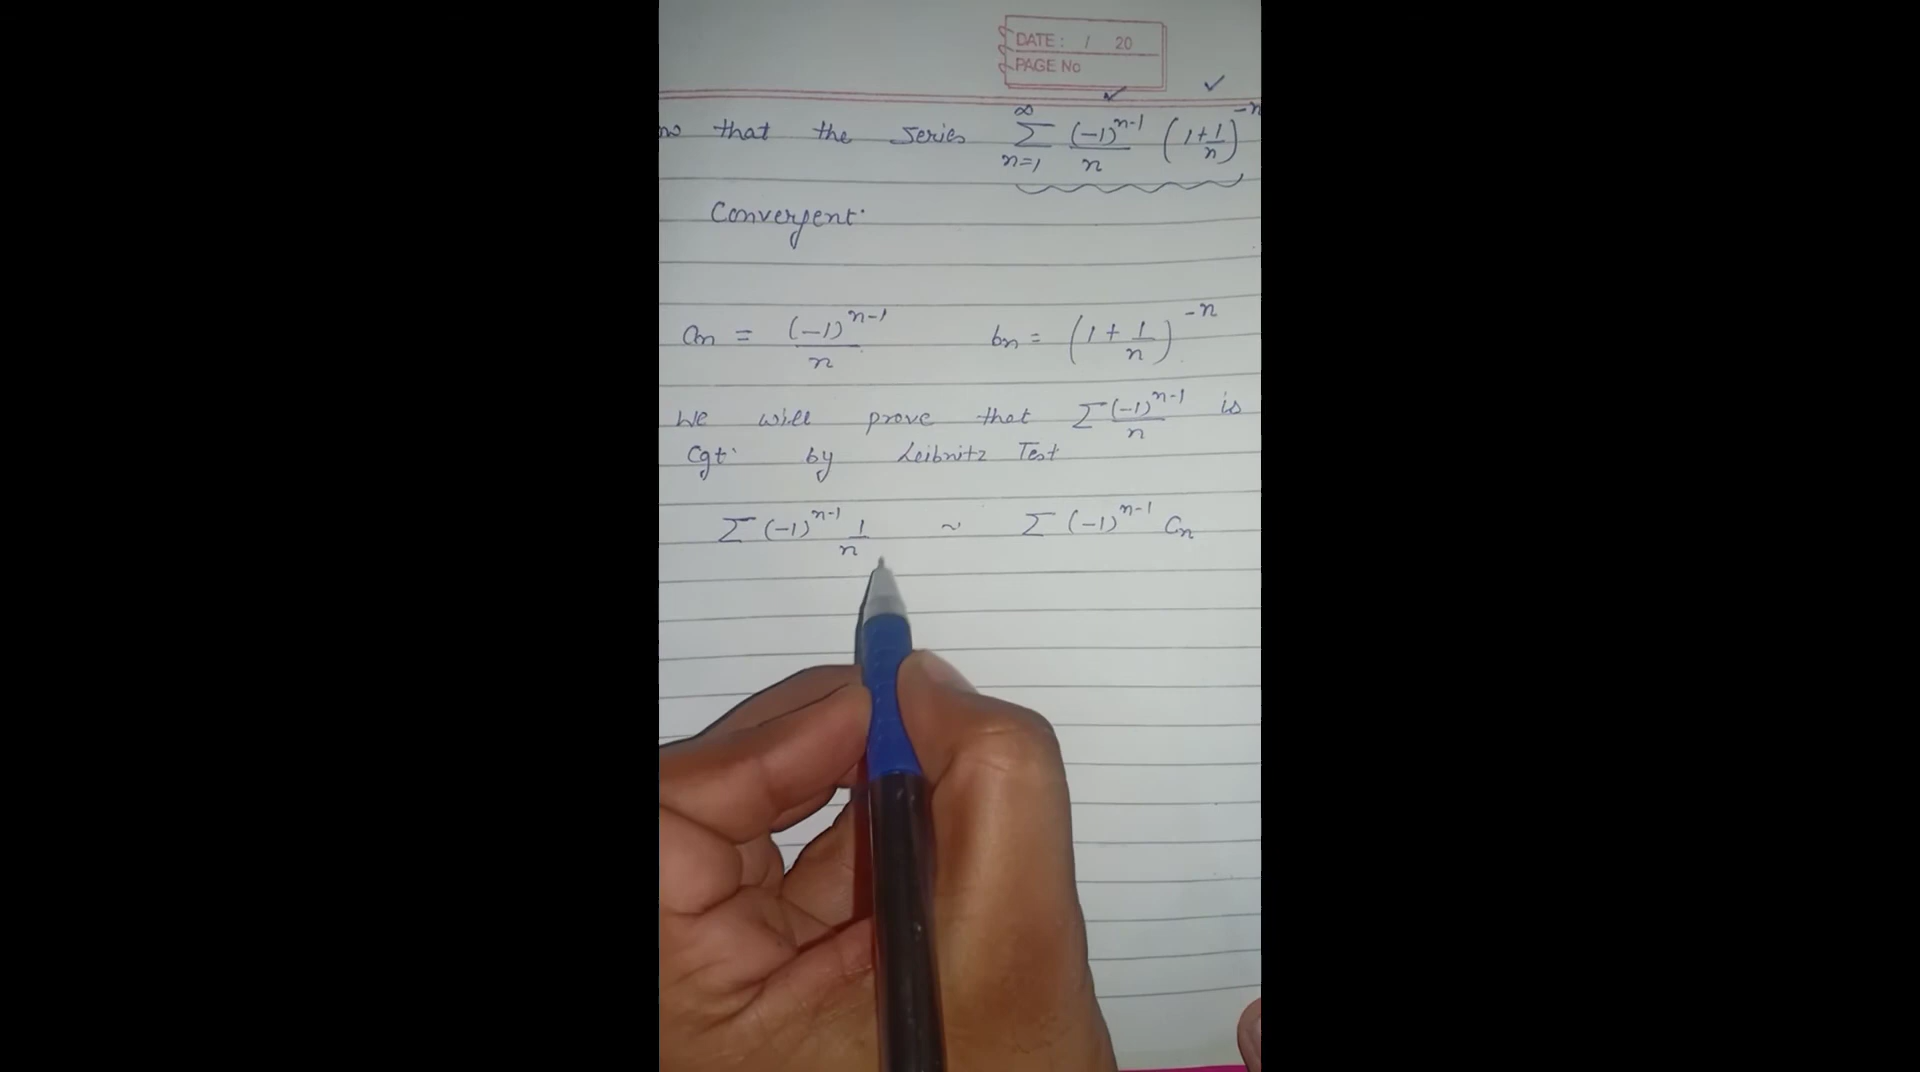 DATE : / 20
PAGE No
that the series ∞∑n=1 (-1)^(n-1)/n (1+1/n)^-n
Convergent.
an = (-1)^(n-1)/n bn = (1+1/n)^-n
We will prove that Σ(-1)^(n-1)/n is
Cgt. by Leibnitz Test
Σ(-1)^(n-1) 1/n ~ Σ(-1)^(n-1) Cn